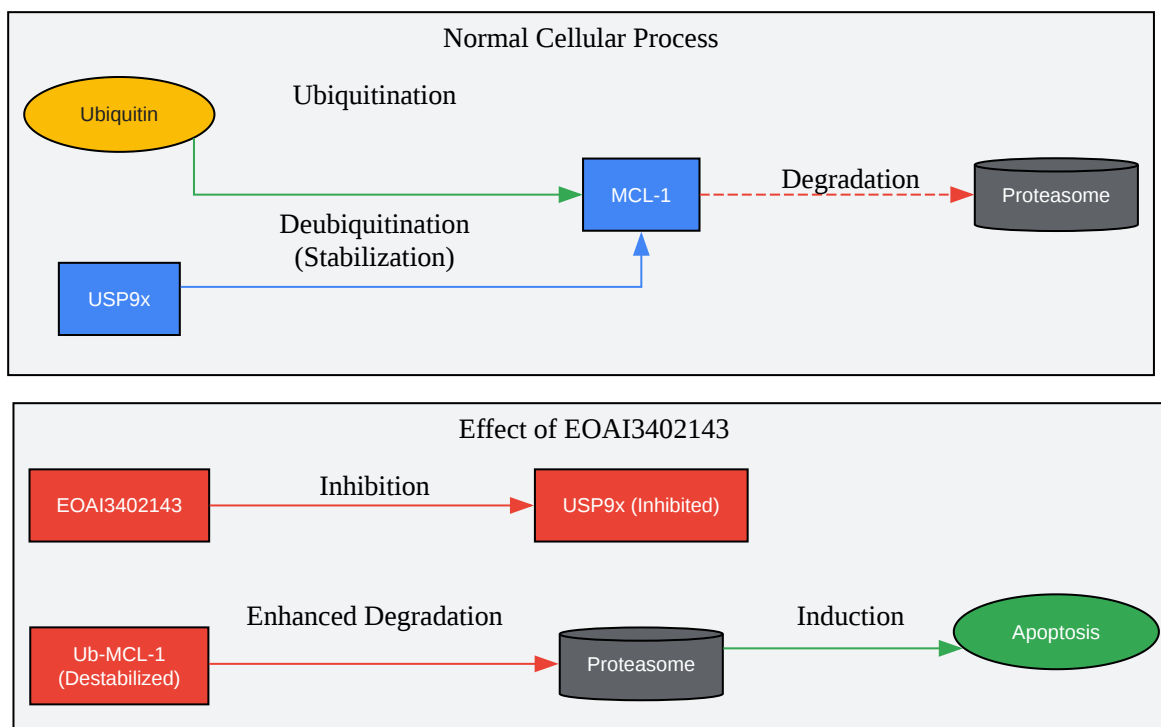 Normal Cellular Process
Ubiquitination
Ubiquitin
MCL-1
Degradation
Proteasome
Deubiquitination
(Stabilization)
USP9x
Effect of EOAI3402143
EOAI3402143
Inhibition
USP9x (Inhibited)
Ub-MCL-1
(Destabilized)
Enhanced Degradation
Proteasome
Induction
Apoptosis